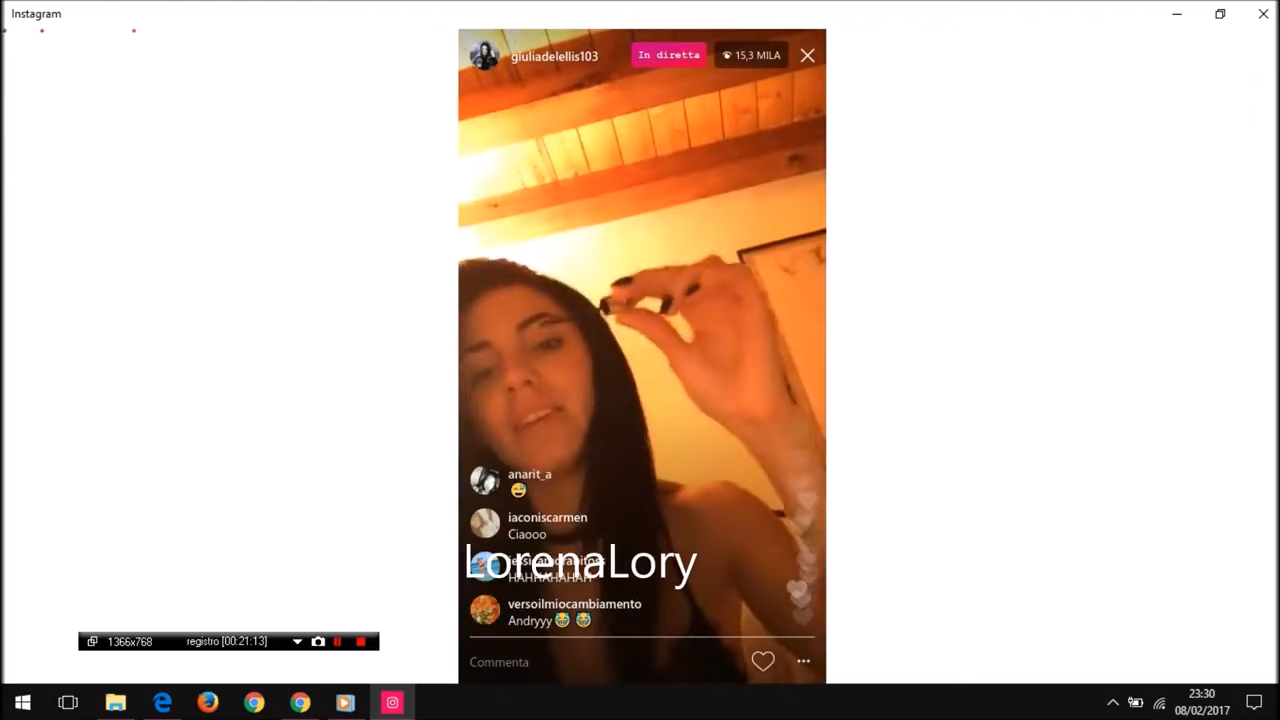 Instagram
giuliadelellis103
In diretta
15,3 MILA
anarit_a
iaconiscarmen
Ciaooo
LorenaLory
HAHHAHAHAH
versoilmiocambiamento
Andryyy
Commenta
1366x768
registro [00:21:13]
23:30
08/02/2017